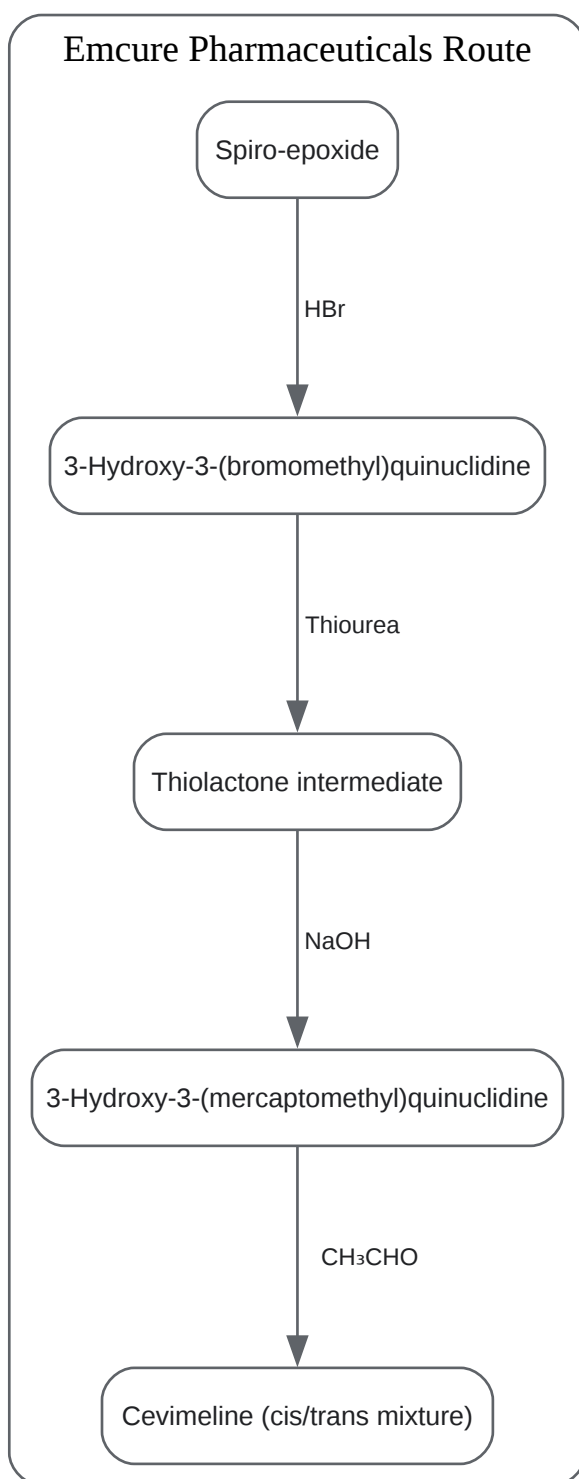 Emcure Pharmaceuticals Route
Spiro-epoxide
HBr
3-Hydroxy-3-(bromomethyl)quinuclidine
Thiourea
Thiolactone intermediate
NaOH
3-Hydroxy-3-(mercaptomethyl)quinuclidine
CH₃CHO
Cevimeline (cis/trans mixture)